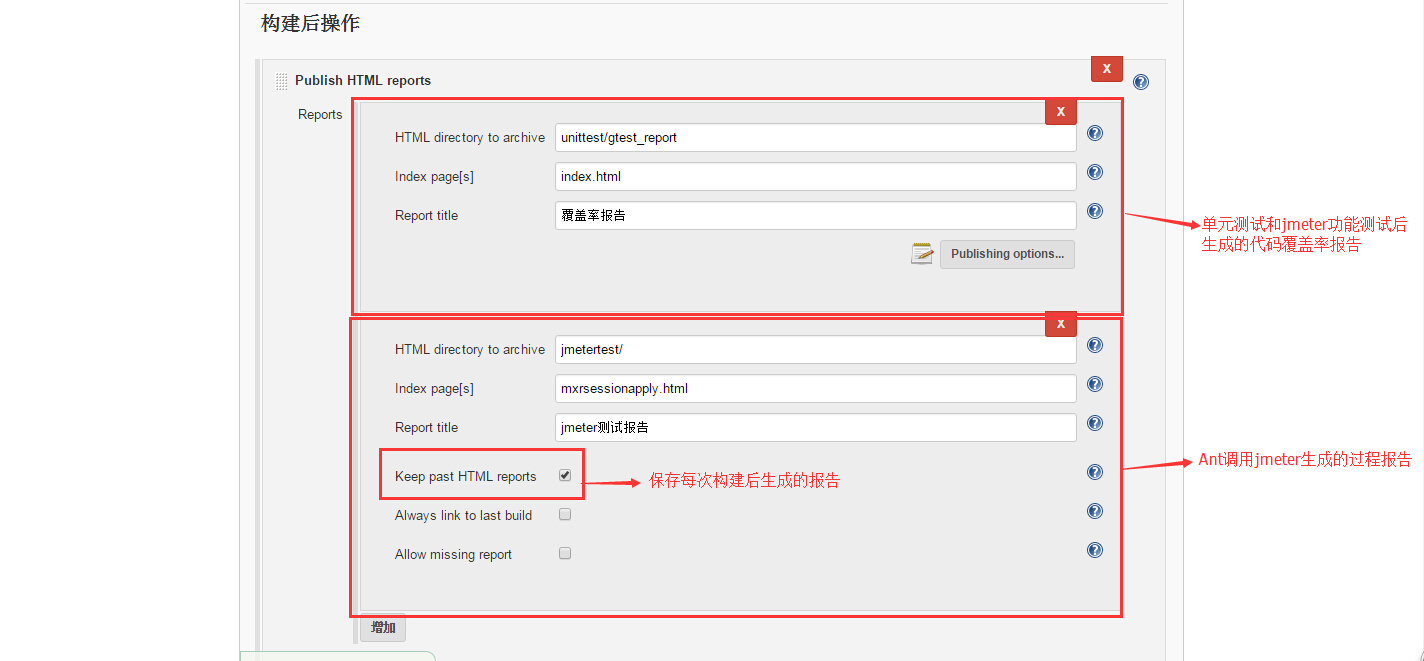 构建后操作
Publish HTML reports
X
Reports
X
HTML directory to archive
unittest/gtest_report
Index page[s]
index.html
Report title
覆盖率报告
Publishing options...
单元测试和jmeter功能测试后
生成的代码覆盖率报告
X
HTML directory to archive
jmetertest/
Index page[s]
mxrsessionapply.html
Report title
jmeter测试报告
Keep past HTML reports
保存每次构建后生成的报告
Ant调用jmeter生成的过程报告
Always link to last build
Allow missing report
增加